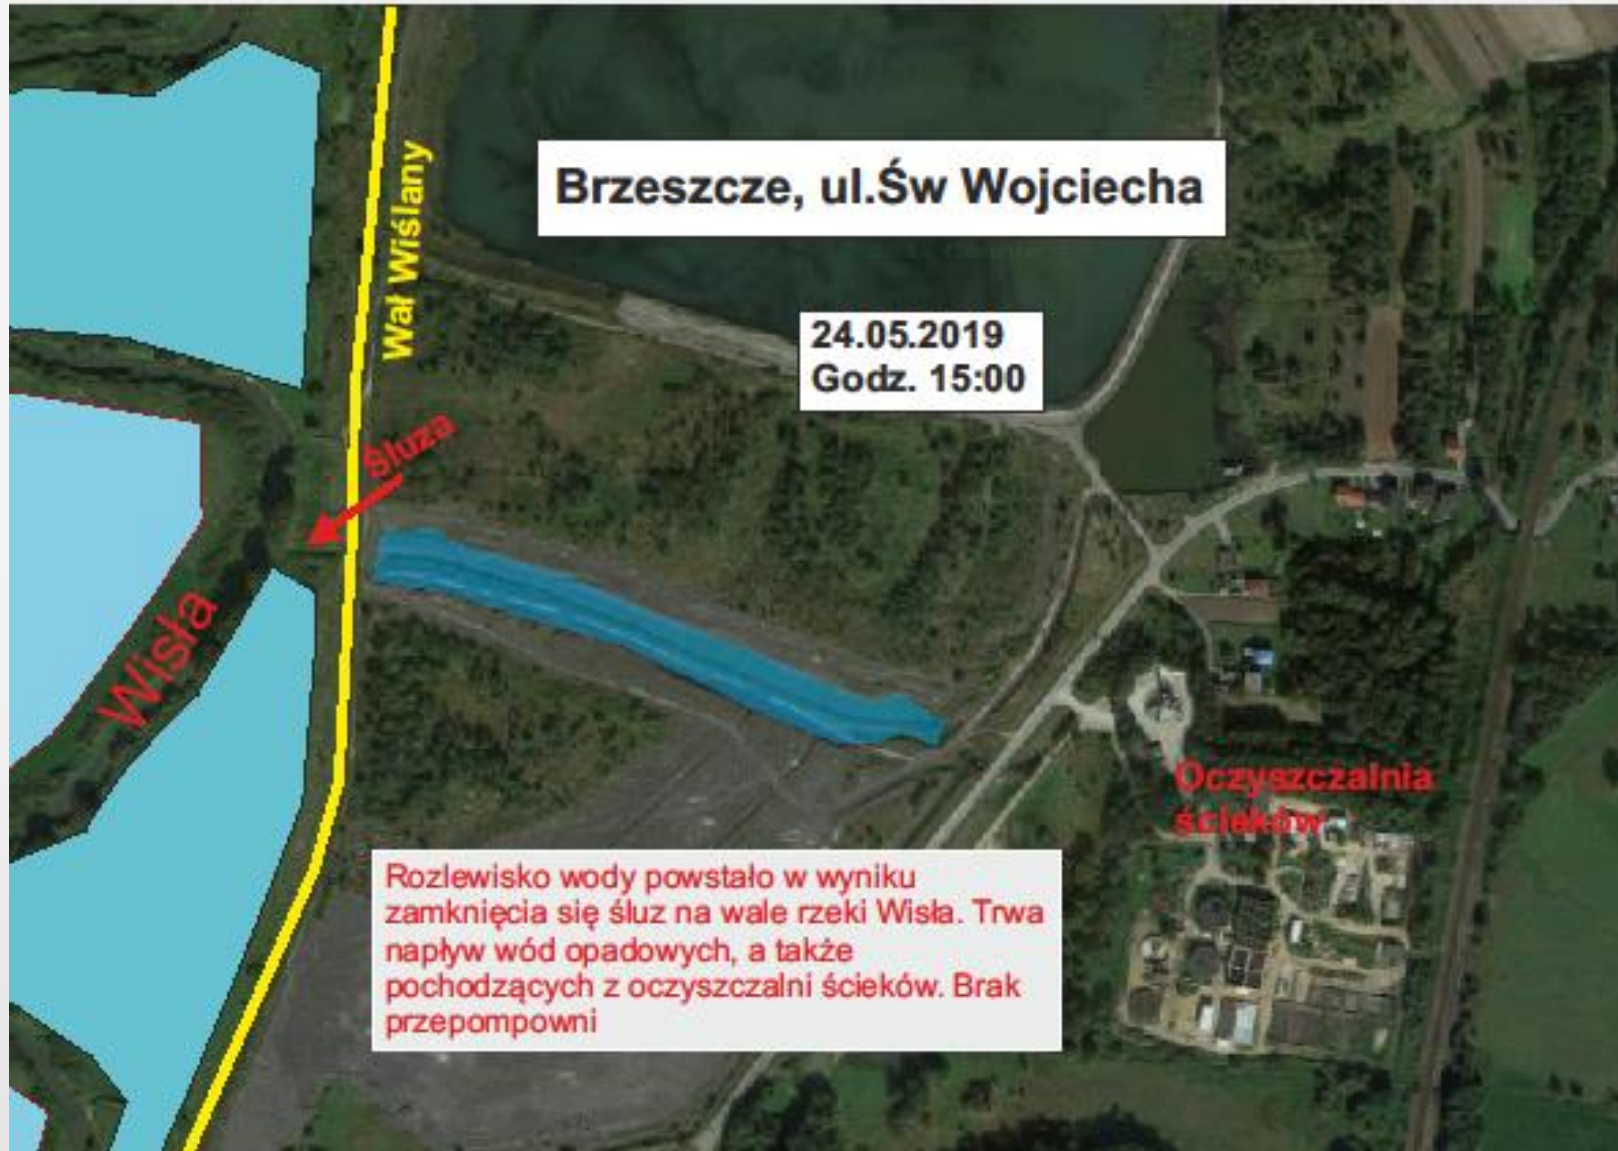 Brzeszcze, ul.Św Wojciecha
Wał Wiślany
24.05.2019
Godz. 15:00
Śluza
Wisła
Oczyszczalnia
ścieków
Rozlewisko wody powstało w wyniku
zamknięcia się śluz na wale rzeki Wisła. Trwa
napływ wód opadowych, a także
pochodzących z oczyszczalni ścieków. Brak
przepompowni